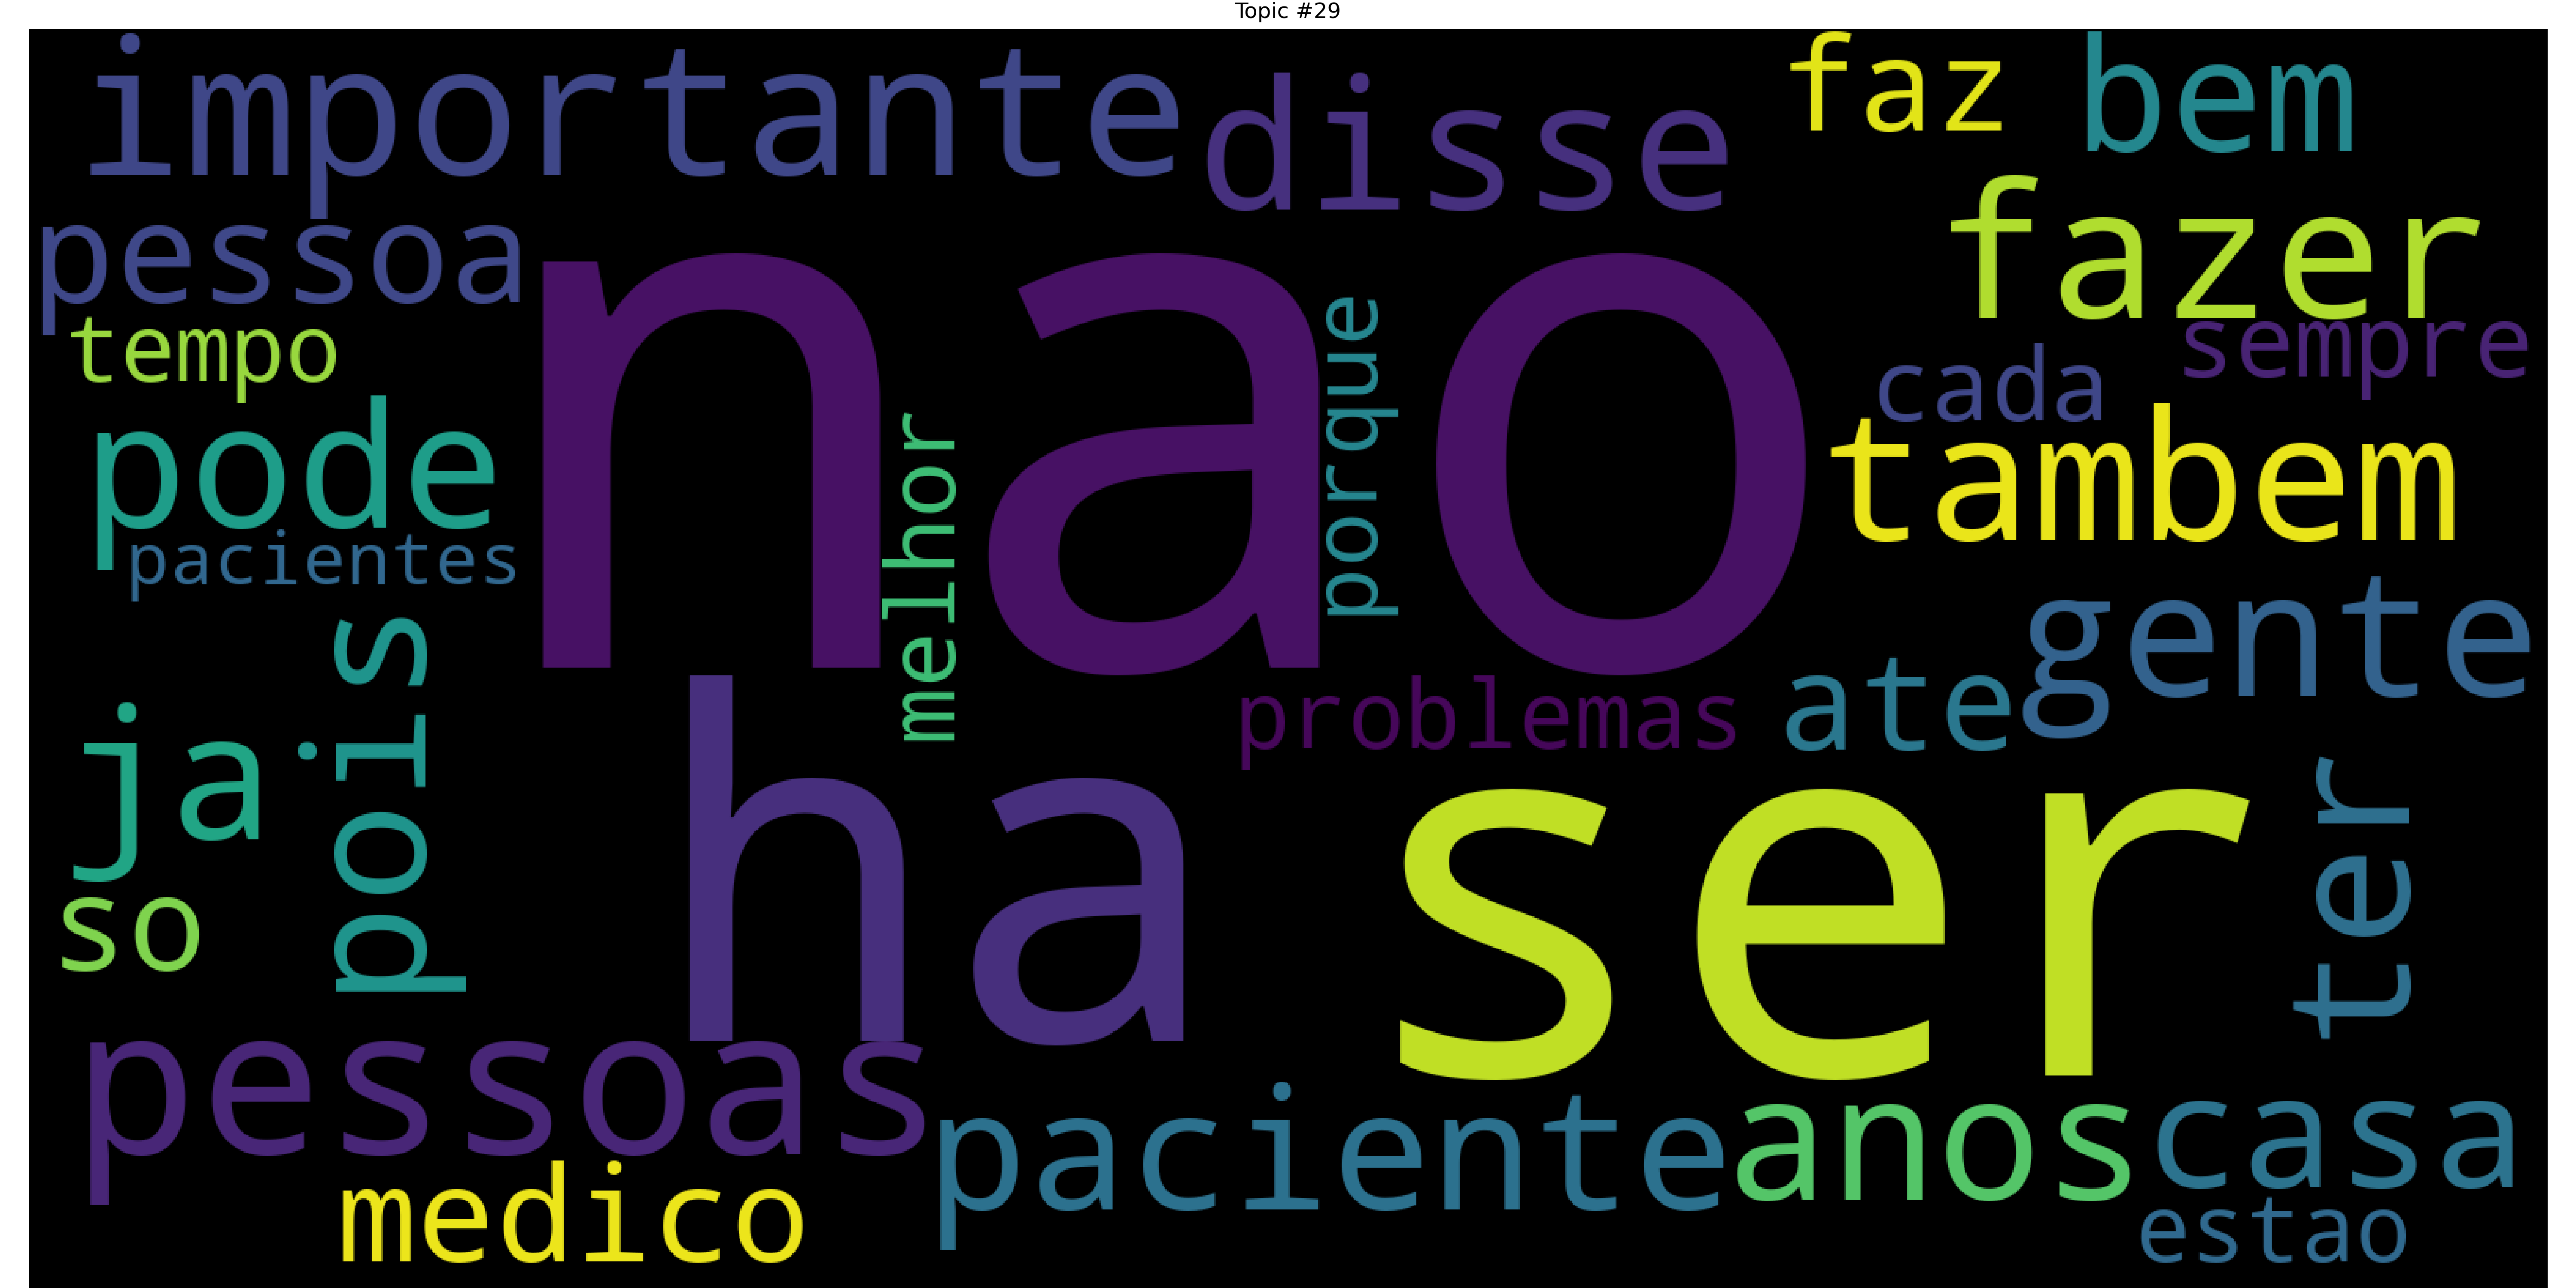 Topic #29
importante
disse
faz
bem
pessoa
fazer
nao
tempo
porque
cada
sempre
pode
melhor
tambem
pacientes
gente
pois
problemas
ate
ja
ha
ser
ter
so
pessoas
paciente
anos
casa
medico
estao